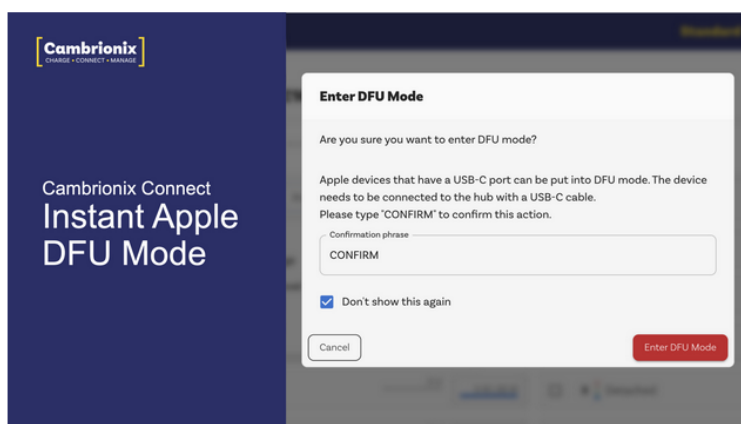 Cambrionix
CHARGE • CONNECT • MANAGE
Cambrionix Connect
Instant Apple
DFU Mode
Enter DFU Mode
Are you sure you want to enter DFU mode?
Apple devices that have a USB-C port can be put into DFU mode. The device
needs to be connected to the hub with a USB-C cable.
Please type "CONFIRM" to confirm this action.
Confirmation phrase
CONFIRM
Don't show this again
Cancel
Enter DFU Mode